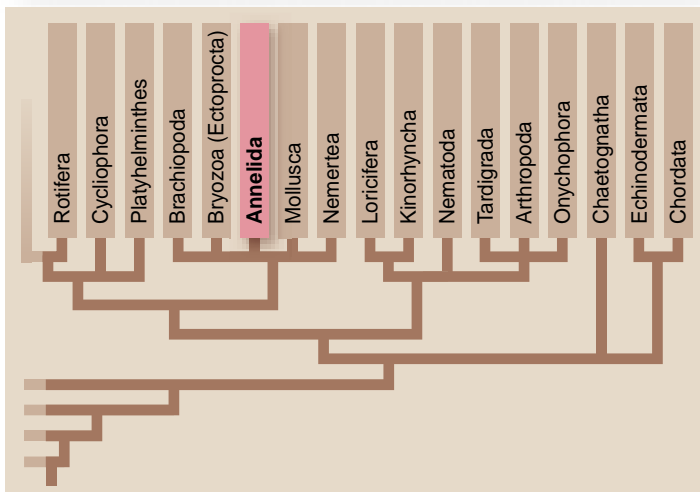 Rotifera
Cycliophora
Platyhelminthes
Brachiopoda
Bryozoa (Ectoprocta)
Annelida
Mollusca
Nemertea
Loricifera
Kinorhyncha
Nematoda
Tardigrada
Arthropoda
Onychophora
Chaetognatha
Echinodermata
Chordata